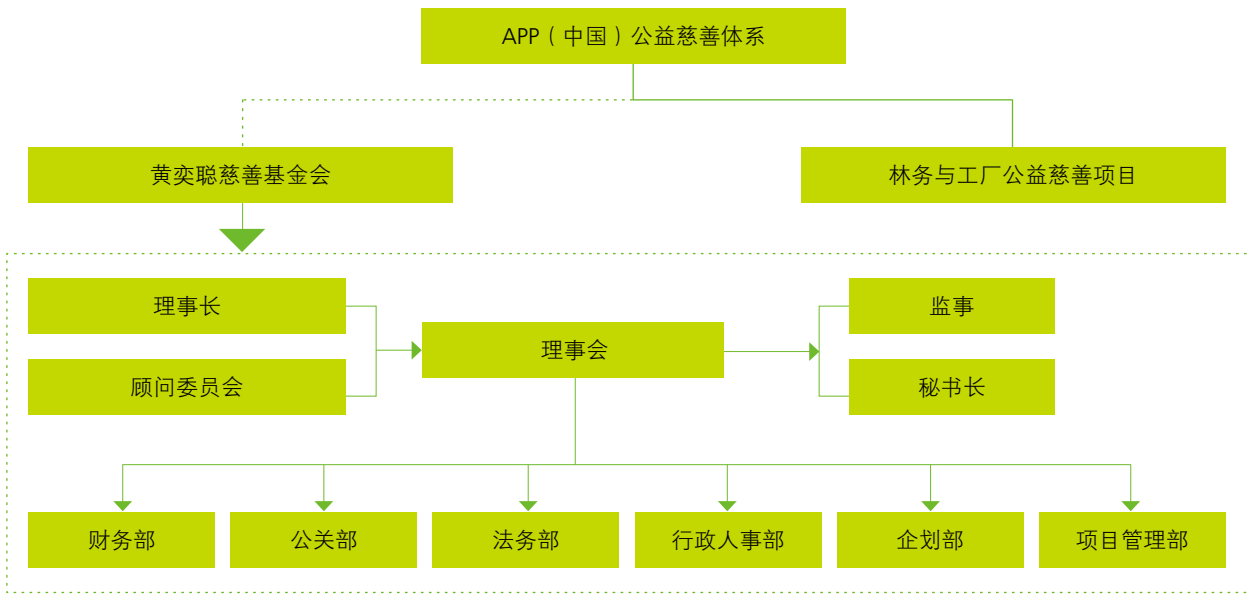 APP（中国）公益慈善体系
黄奕聪慈善基金会
林务与工厂公益慈善项目
理事长
监事
理事会
顾问委员会
秘书长
财务部
公关部
法务部
行政人事部
企划部
项目管理部